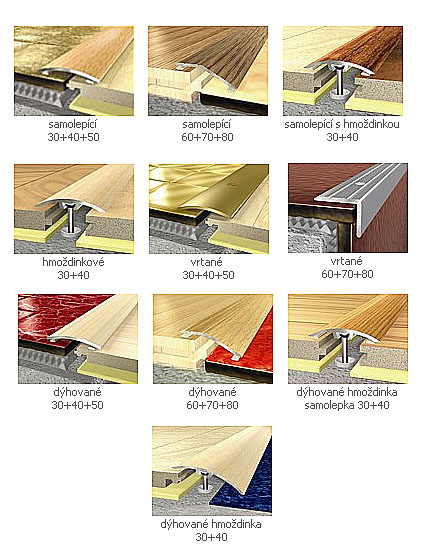 samolepící
30+40+50
samolepící
60+70+80
samolepící s hmoždinkou
30+40
hmoždinkové
30+40
vrtané
30+40+50
vrtané
60+70+80
dýhované
30+40+50
dýhované
60+70+80
dýhované hmoždinka
samolepka 30+40
dýhované hmoždinka
30+40